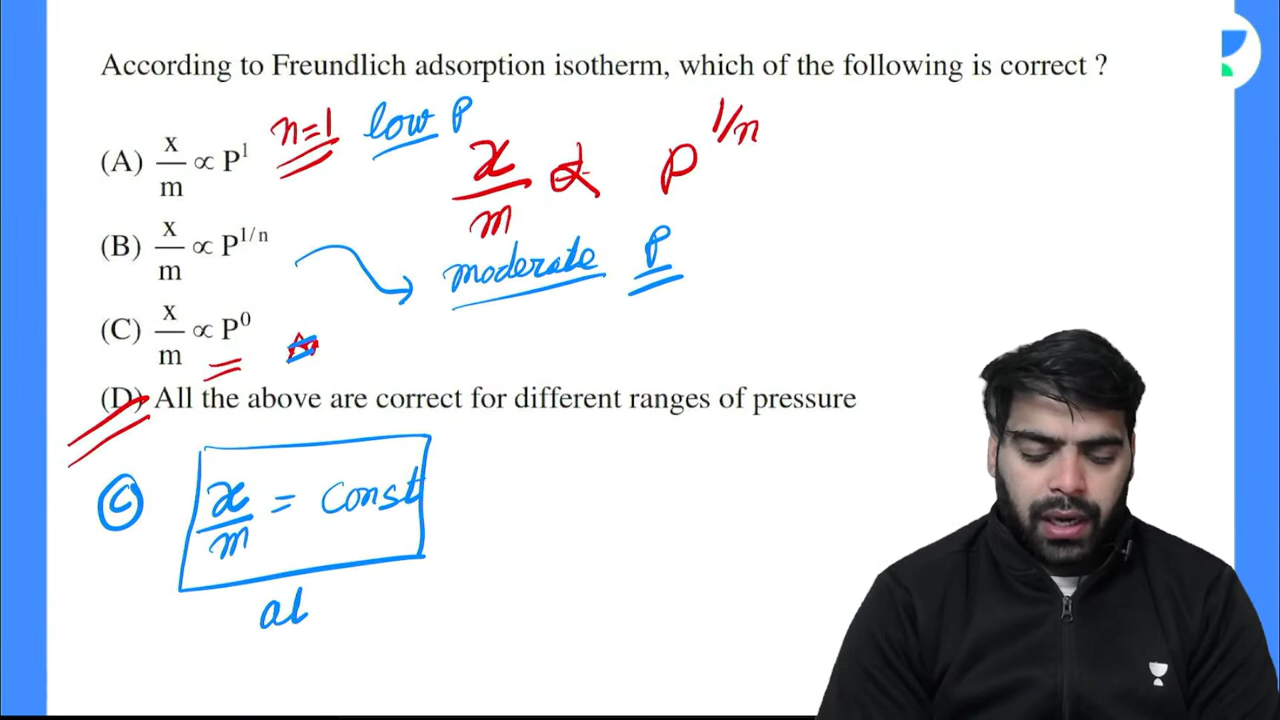 According to Freundlich adsorption isotherm, which of the following is correct ?
(A) x/m ∝ P¹ n=1 low P
x/m ∝ P^1/n
(B) x/m ∝ P^1/n
moderate P
(C) x/m ∝ P⁰
(D) All the above are correct for different ranges of pressure
(C) x/m = const
at